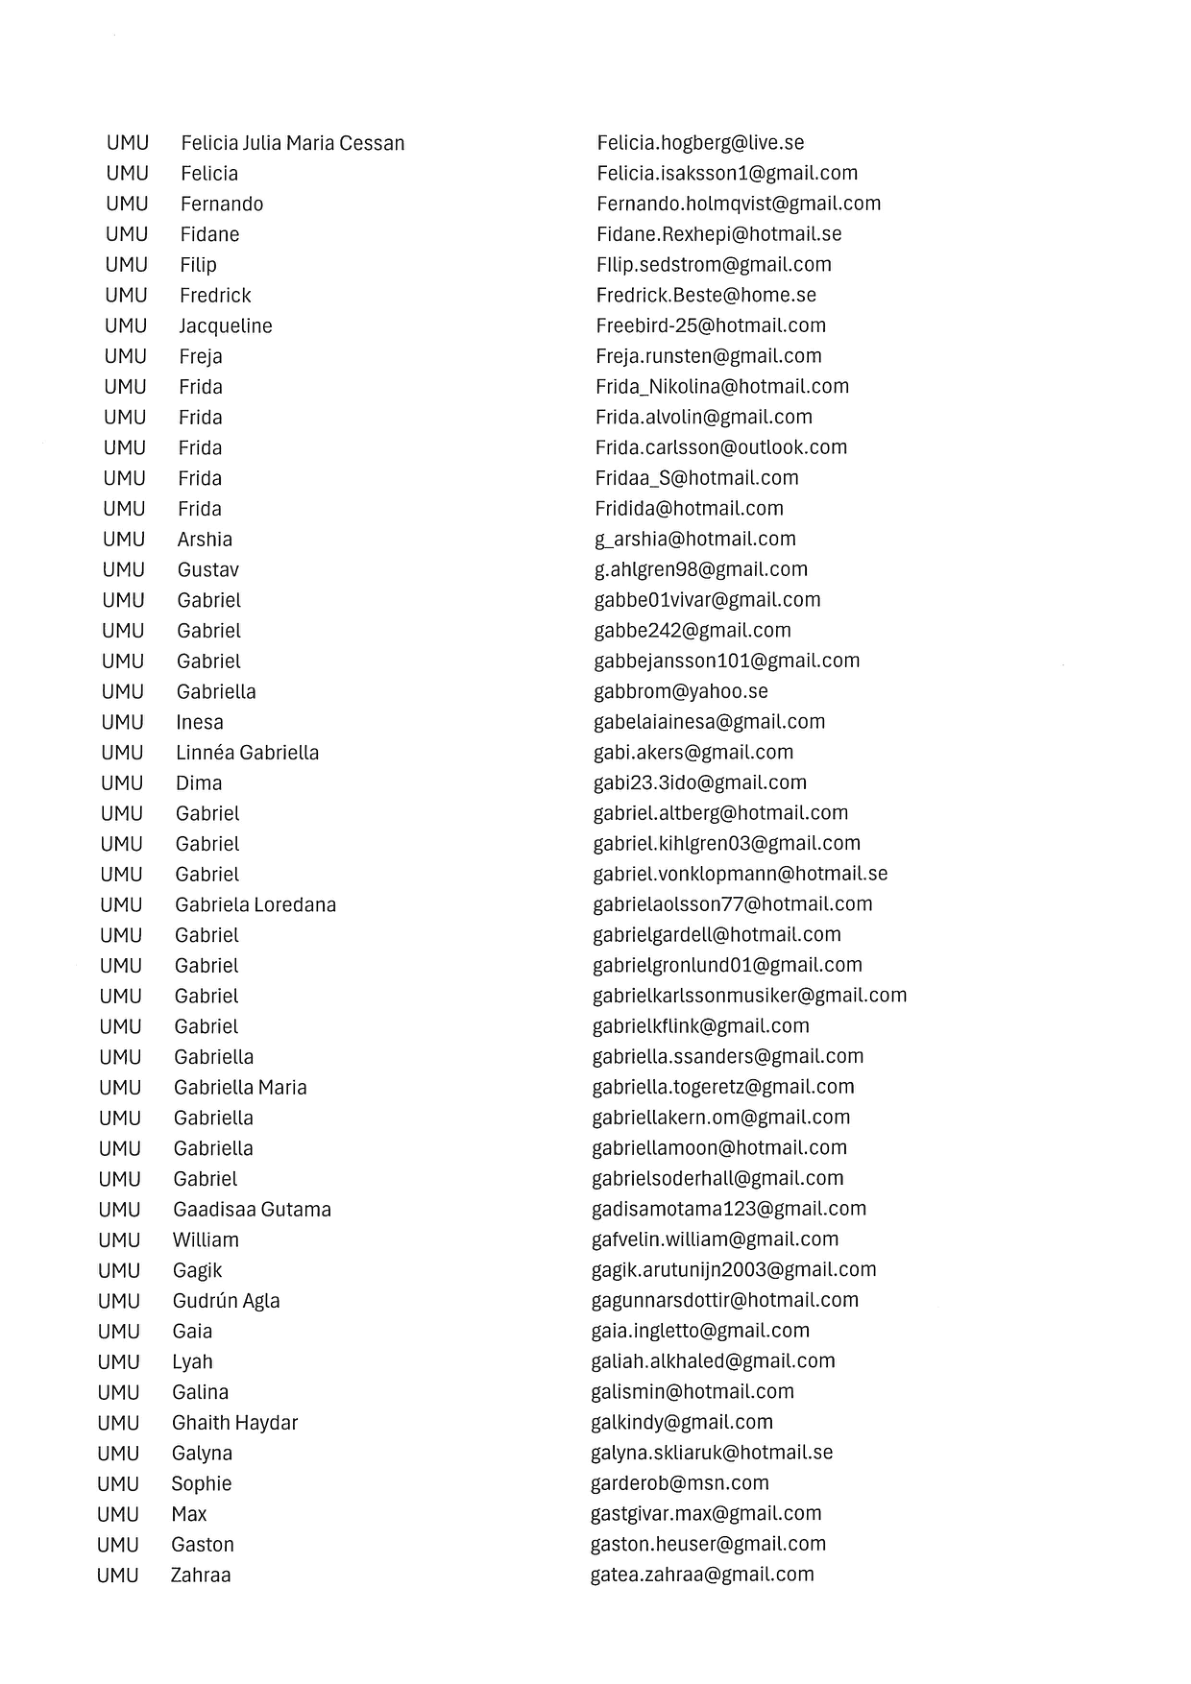 UMU Felicia Julia Maria Cessan Felicia.hogberg@live.se
UMU Felicia Felicia.isaksson1@gmail.com
UMU Fernando Fernando.holmqvist@gmail.com
UMU Fidane Fidane.Rexhepi@hotmail.se
UMU Filip FIlip.sedstrom@gmail.com
UMU Fredrick Fredrick.Beste@home.se
UMU Jacqueline Freebird-25@hotmail.com
UMU Freja Freja.runsten@gmail.com
UMU Frida Frida_Nikolina@hotmail.com
UMU Frida Frida.alvolin@gmail.com
UMU Frida Frida.carlsson@outlook.com
UMU Frida Fridaa_S@hotmail.com
UMU Frida Fridida@hotmail.com
UMU Arshia g_arshia@hotmail.com
UMU Gustav g.ahlgren98@gmail.com
UMU Gabriel gabbe01vivar@gmail.com
UMU Gabriel gabbe242@gmail.com
UMU Gabriel gabbejansson101@gmail.com
UMU Gabriella gabbrom@yahoo.se
UMU Inesa gabelaiainesa@gmail.com
UMU Linnéa Gabriella gabi.akers@gmail.com
UMU Dima gabi23.3ido@gmail.com
UMU Gabriel gabriel.altberg@hotmail.com
UMU Gabriel gabriel.kihlgren03@gmail.com
UMU Gabriel gabriel.vonklopmann@hotmail.se
UMU Gabriela Loredana gabrielaolsson77@hotmail.com
UMU Gabriel gabrielgardell@hotmail.com
UMU Gabriel gabrielgronlund01@gmail.com
UMU Gabriel gabrielkarlssonmusiker@gmail.com
UMU Gabriel gabrielkflink@gmail.com
UMU Gabriella gabriella.ssanders@gmail.com
UMU Gabriella Maria gabriella.togeretz@gmail.com
UMU Gabriella gabriellakern.om@gmail.com
UMU Gabriella gabriellamoon@hotmail.com
UMU Gabriel gabrielsoderhall@gmail.com
UMU Gaadisaa Gutama gadisamotama123@gmail.com
UMU William gafvelin.william@gmail.com
UMU Gagik gagik.arutunijn2003@gmail.com
UMU Gudrún Agla gagunnarsdottir@hotmail.com
UMU Gaia gaia.ingletto@gmail.com
UMU Lyah galiah.alkhaled@gmail.com
UMU Galina galismin@hotmail.com
UMU Ghaith Haydar galkindy@gmail.com
UMU Galyna galyna.skliaruk@hotmail.se
UMU Sophie garderob@msn.com
UMU Max gastgivar.max@gmail.com
UMU Gaston gaston.heuser@gmail.com
UMU Zahraa gatea.zahraa@gmail.com